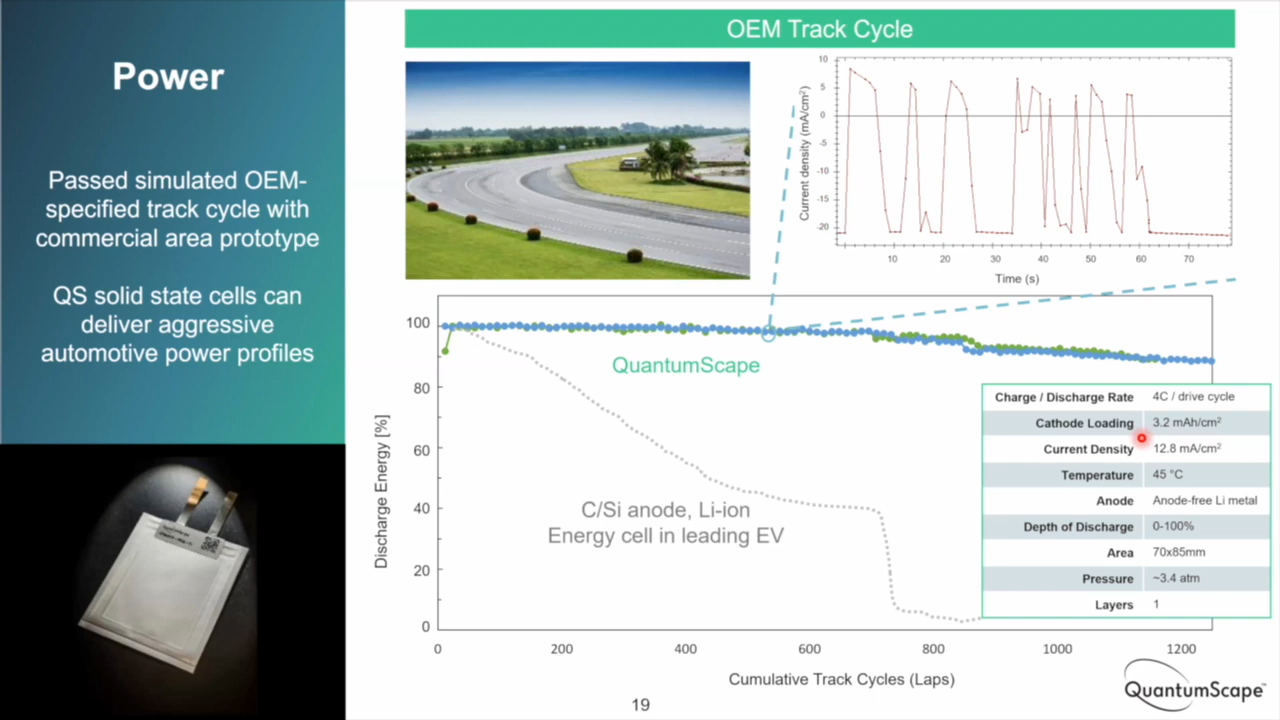 Power
Passed simulated OEM-
specified track cycle with
commercial area prototype
QS solid state cells can
deliver aggressive
automotive power profiles
OEM Track Cycle
Current density (mA/cm²)
10
5
0
-5
-10
-15
-20
10 20 30 40 50 60 70
Time (s)
Discharge Energy [%]
100
80
60
40
20
0
QuantumScape
C/Si anode, Li-ion
Energy cell in leading EV
0 200 400 600 800 1000 1200
Cumulative Track Cycles (Laps)
Charge / Discharge Rate 4C / drive cycle
Cathode Loading 3.2 mAh/cm²
Current Density 12.8 mA/cm²
Temperature 45 °C
Anode Anode-free Li metal
Depth of Discharge 0-100%
Area 70x85mm
Pressure ~3.4 atm
Layers 1
19
QuantumScape™